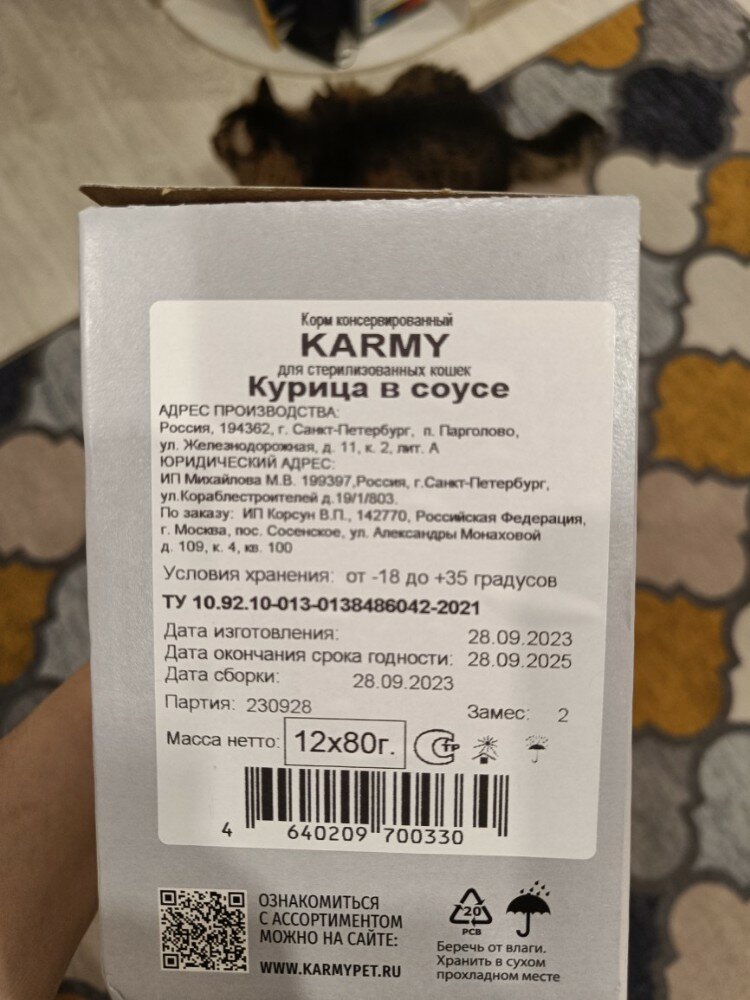 Корм консервированный
KARMY
для стерилизованных кошек
Курица в соусе
АДРЕС ПРОИЗВОДСТВА:
Россия, 194362, г. Санкт-Петербург, п. Парголово,
ул. Железнодорожная, д. 11, к. 2, лит. А
ЮРИДИЧЕСКИЙ АДРЕС:
ИП Михайлова М.В. 199397,Россия, г.Санкт-Петербург,
ул.Кораблестроителей д.19/1/803.
По заказу: ИП Корсун В.П., 142770, Российская Федерация,
г. Москва, пос. Сосенское, ул. Александры Монаховой
д. 109, к. 4, кв. 100
Условия хранения: от -18 до +35 градусов
ТУ 10.92.10-013-0138486042-2021
Дата изготовления: 28.09.2023
Дата окончания срока годности: 28.09.2025
Дата сборки: 28.09.2023
Партия: 230928 Замес: 2
Масса нетто: 12х80г. СТР
4 640209 700330
ОЗНАКОМИТЬСЯ
С АССОРТИМЕНТОМ
МОЖНО НА САЙТЕ:
WWW.KARMYPET.RU
20
PCB
Беречь от влаги.
Хранить в сухом
прохладном месте